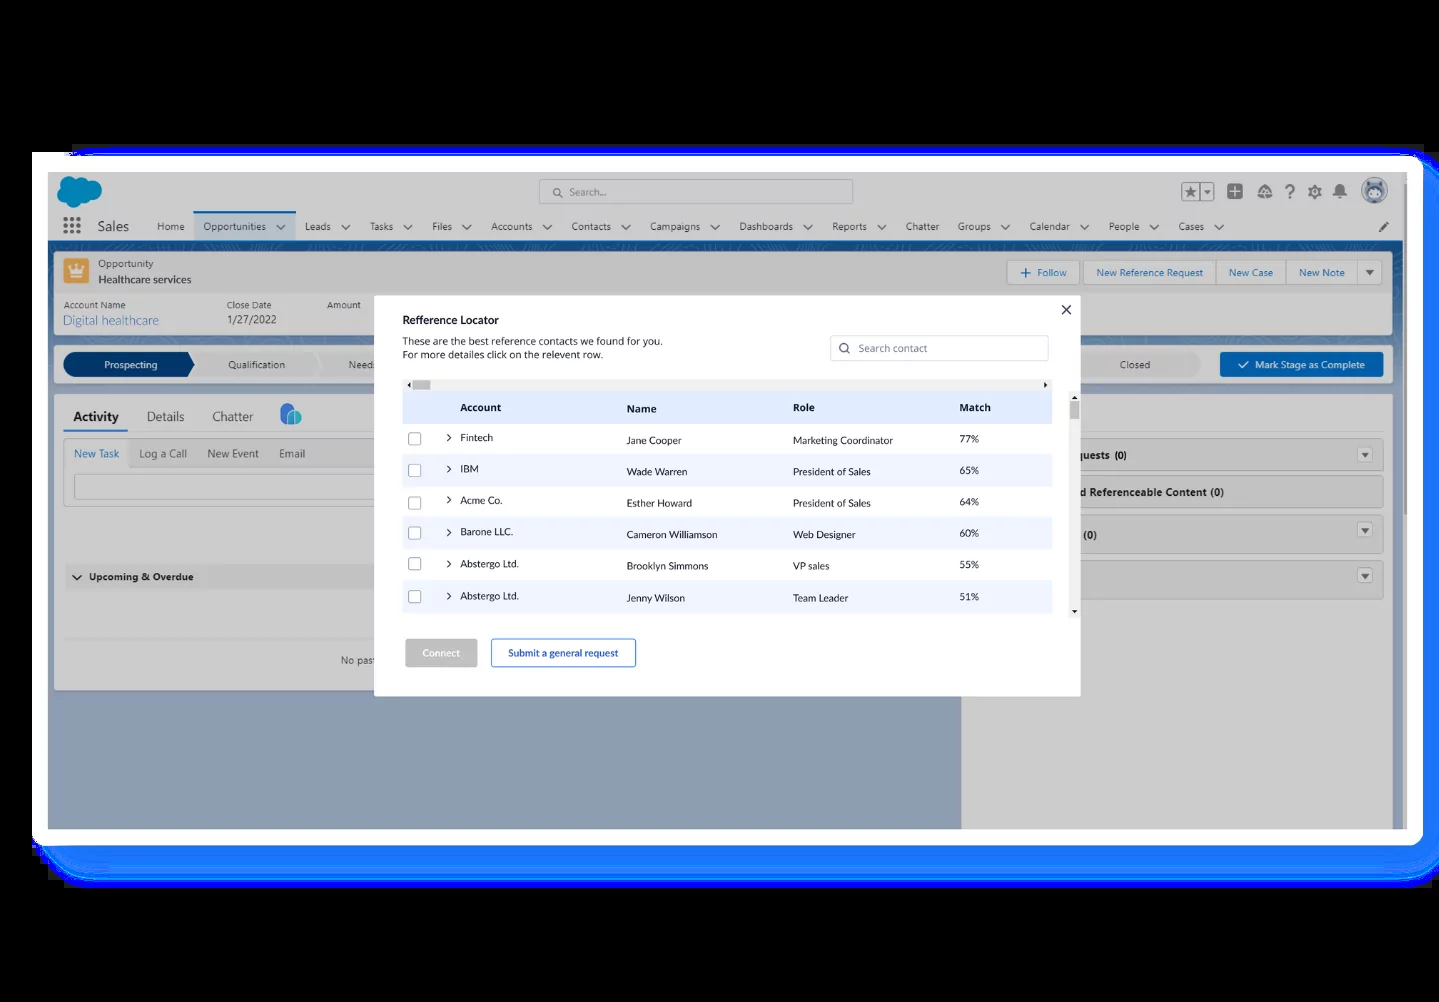 Search...
Sales Home Opportunities Leads Tasks Files Accounts Contacts Campaigns Dashboards Reports Chatter Groups Calendar People Cases
Opportunity
Healthcare services
Follow New Reference Request New Case New Note
Account Name Close Date Amount
Digital healthcare 1/27/2022
Prospecting Qualification Need Closed Mark Stage as Complete
Activity Details Chatter
New Task Log a Call New Event Email
Upcoming & Overdue
No pas
Refference Locator
These are the best reference contacts we found for you.
For more detailes click on the relevent row.
Search contact
Account Name Role Match
Fintech Jane Cooper Marketing Coordinator 77%
IBM Wade Warren President of Sales 65%
Acme Co. Esther Howard President of Sales 64%
Barone LLC. Cameron Williamson Web Designer 60%
Abstergo Ltd. Brooklyn Simmons VP sales 55%
Abstergo Ltd. Jenny Wilson Team Leader 51%
Connect Submit a general request
quests (0)
d Referenceable Content (0)
(0)